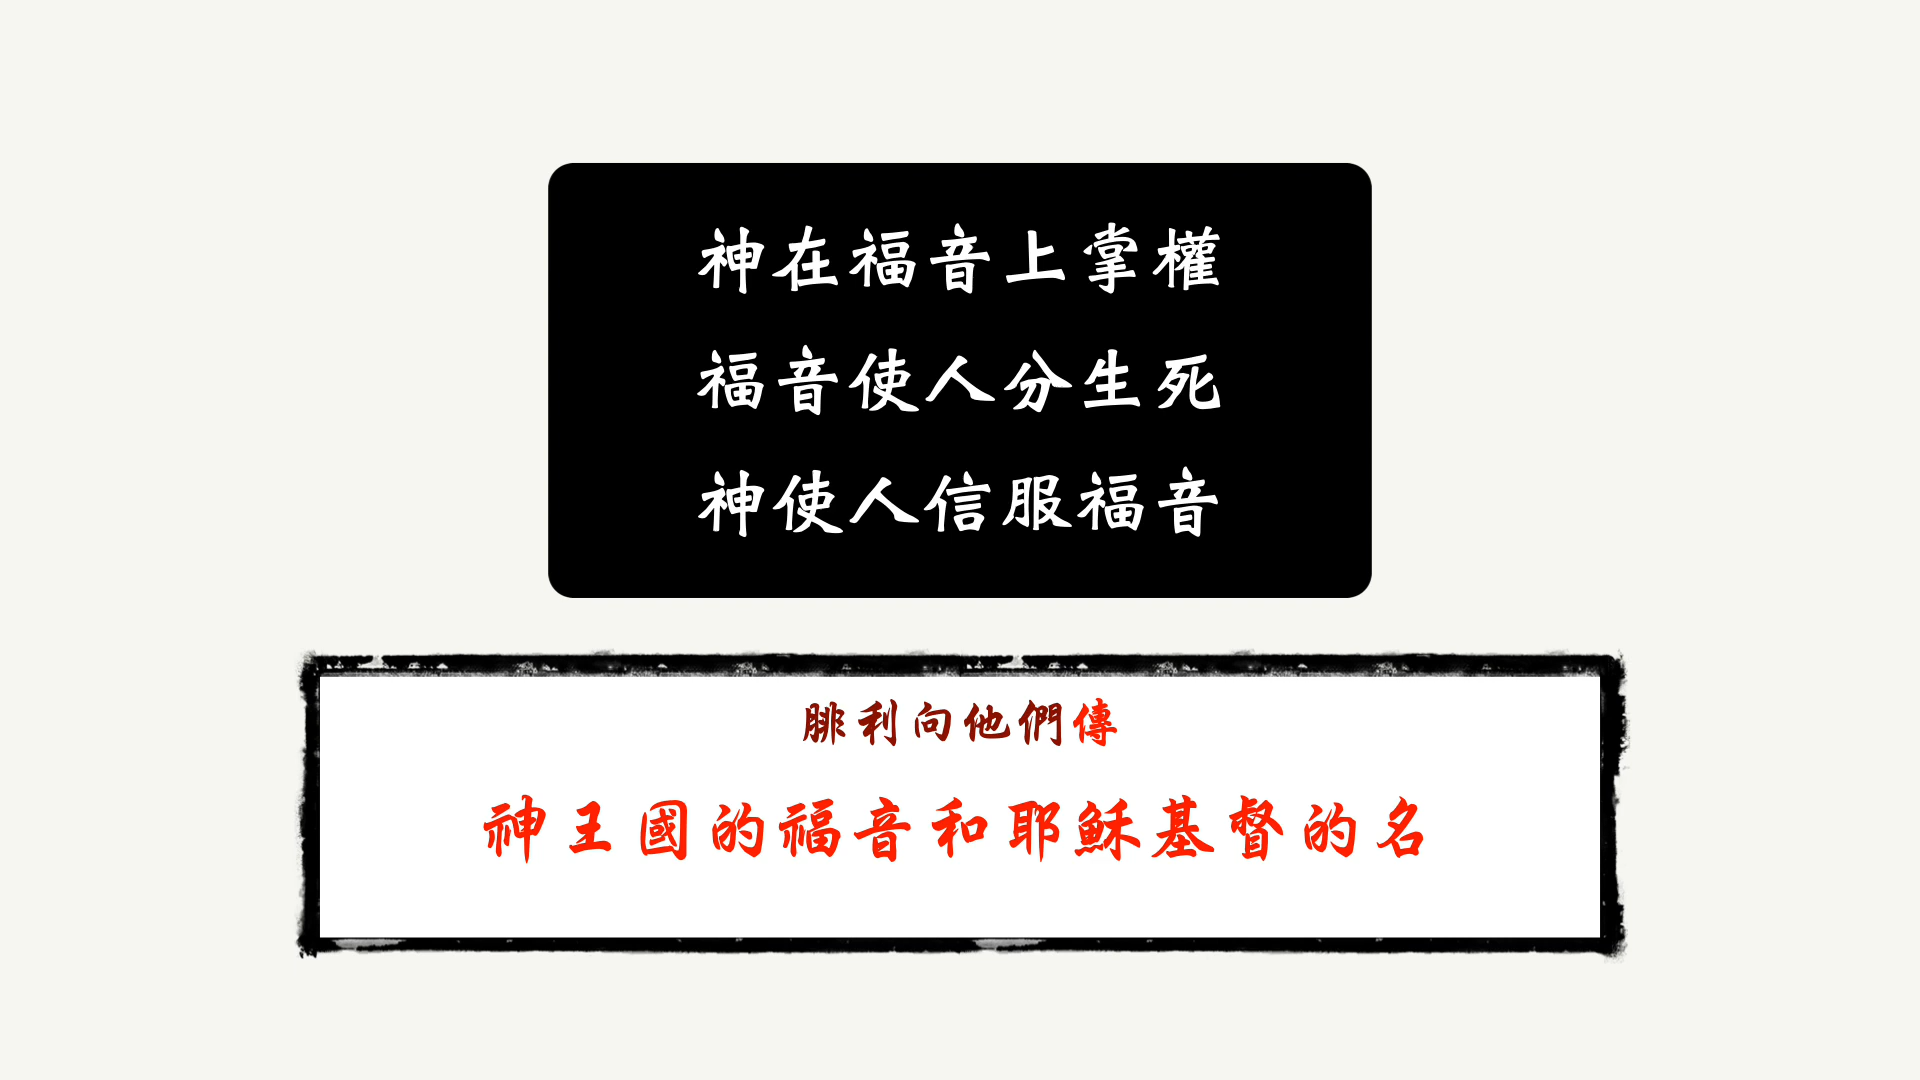 神在福音上掌權
福音使人分生死
神使人信服福音
腓利向他們傳
神王國的福音和耶穌基督的名